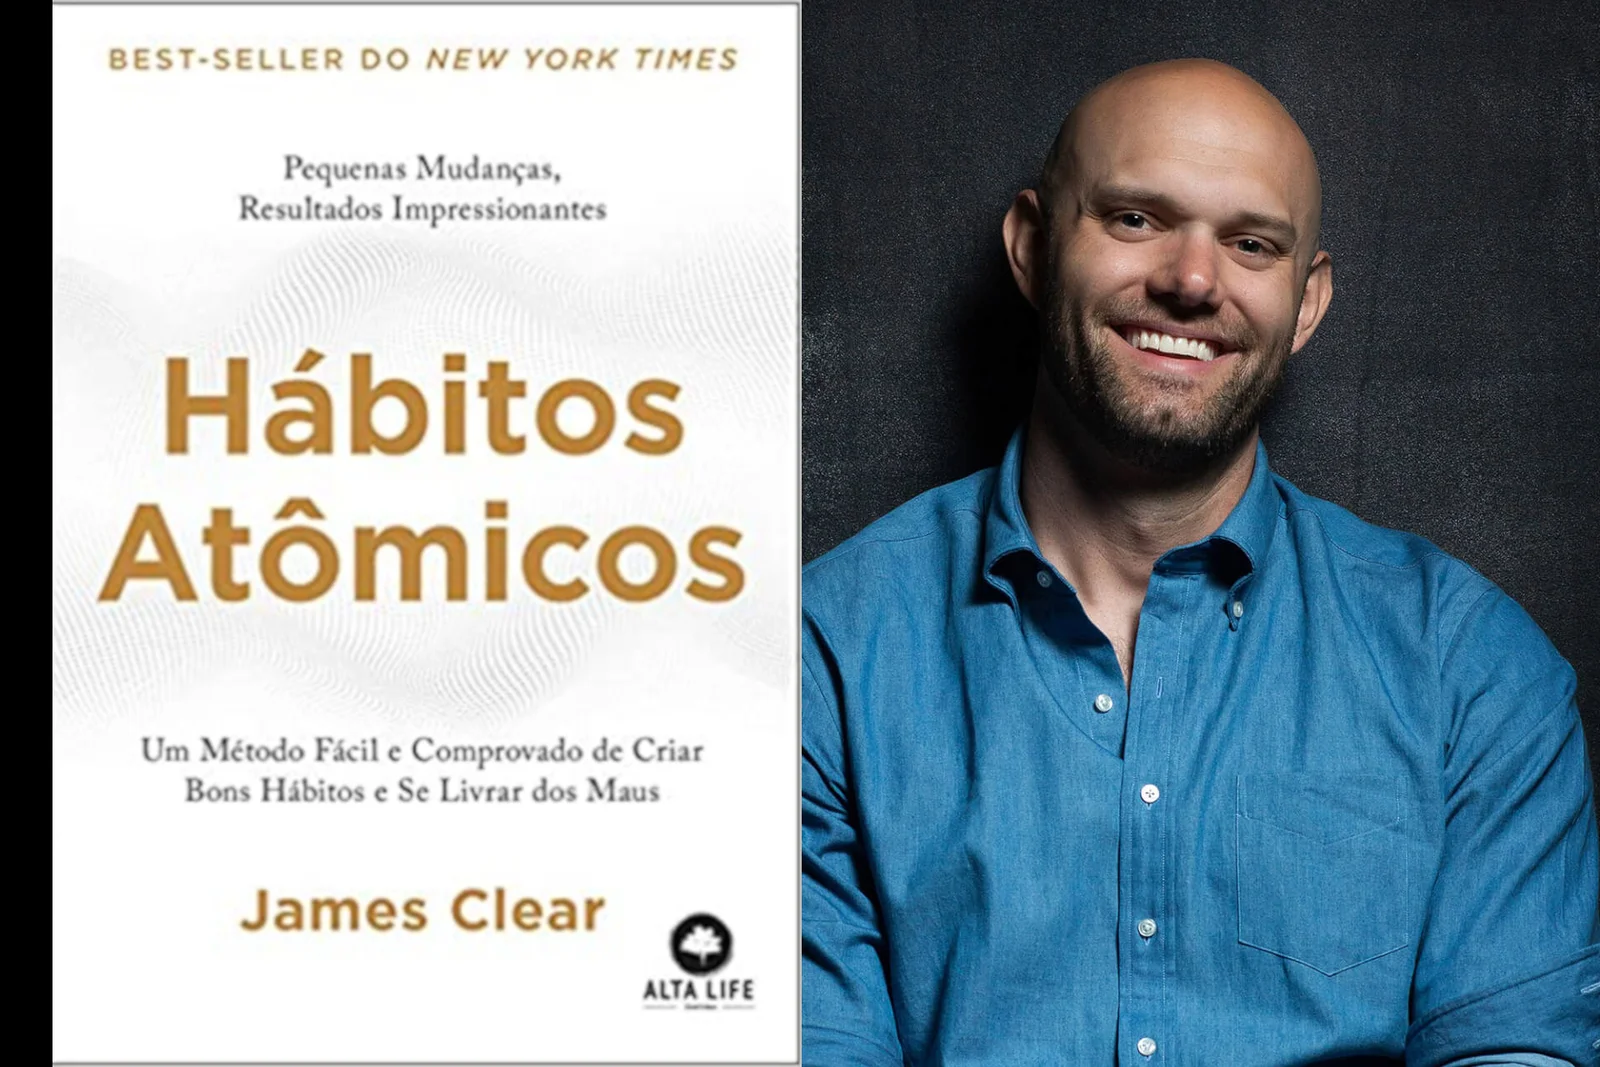 BEST-SELLER DO NEW YORK TIMES
Pequenas Mudanças,
Resultados Impressionantes
Hábitos
Atômicos
Um Método Fácil e Comprovado de Criar
Bons Hábitos e Se Livrar dos Maus
James Clear
ALTA LIFE